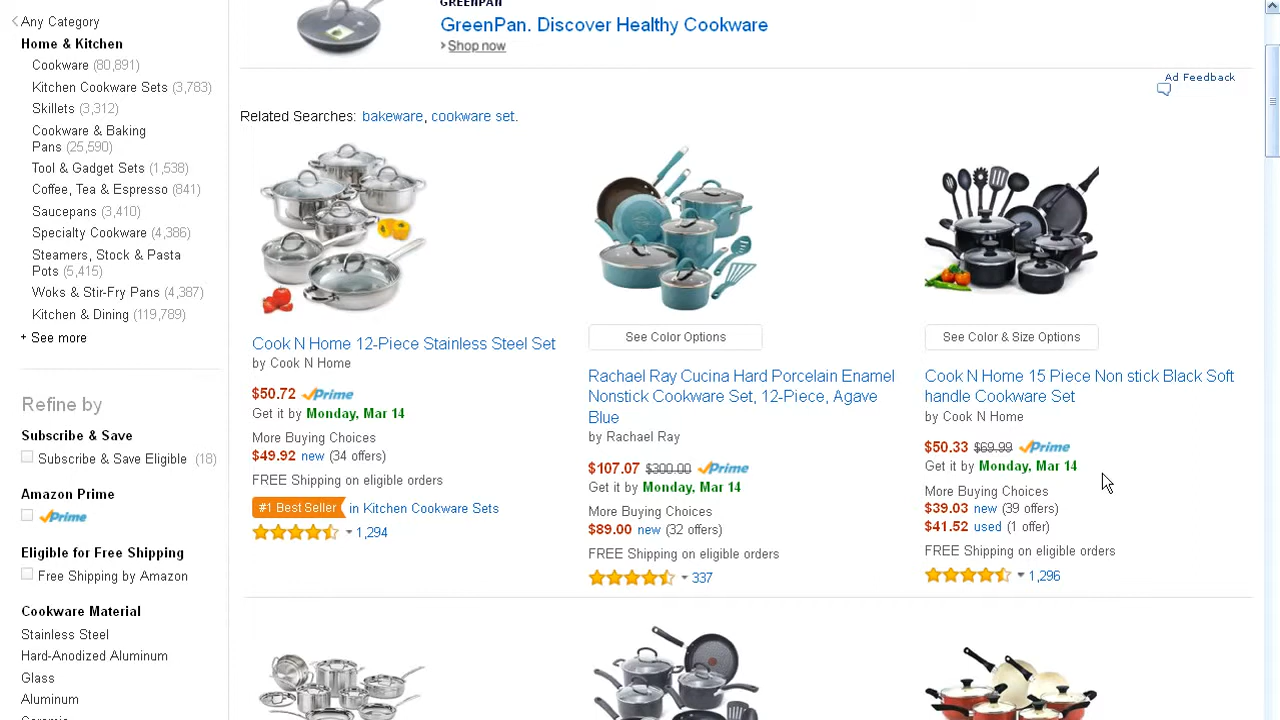 Any Category
Home & Kitchen
Cookware (80,891)
Kitchen Cookware Sets (3,783)
Skillets (3,312)
Cookware & Baking
Pans (25,590)
Tool & Gadget Sets (1,538)
Coffee, Tea & Espresso (841)
Saucepans (3,410)
Specialty Cookware (4,386)
Steamers, Stock & Pasta
Pots (5,415)
Woks & Stir-Fry Pans (4,387)
Kitchen & Dining (119,789)
+ See more
Refine by
Subscribe & Save
Subscribe & Save Eligible (18)
Amazon Prime
Prime
Eligible for Free Shipping
Free Shipping by Amazon
Cookware Material
Stainless Steel
Hard-Anodized Aluminum
Glass
Aluminum
Ceramic
GREENPAN
GreenPan. Discover Healthy Cookware
Shop now
Ad Feedback
Related Searches: bakeware, cookware set.
Cook N Home 12-Piece Stainless Steel Set
by Cook N Home
$50.72 Prime
Get it by Monday, Mar 14
More Buying Choices
$49.92 new (34 offers)
FREE Shipping on eligible orders
#1 Best Seller in Kitchen Cookware Sets
1,294
See Color Options
Rachael Ray Cucina Hard Porcelain Enamel
Nonstick Cookware Set, 12-Piece, Agave
Blue
by Rachael Ray
$107.07 $300.00 Prime
Get it by Monday, Mar 14
More Buying Choices
$89.00 new (32 offers)
FREE Shipping on eligible orders
337
See Color & Size Options
Cook N Home 15 Piece Non stick Black Soft
handle Cookware Set
by Cook N Home
$50.33 $69.99 Prime
Get it by Monday, Mar 14
More Buying Choices
$39.03 new (39 offers)
$41.52 used (1 offer)
FREE Shipping on eligible orders
1,296